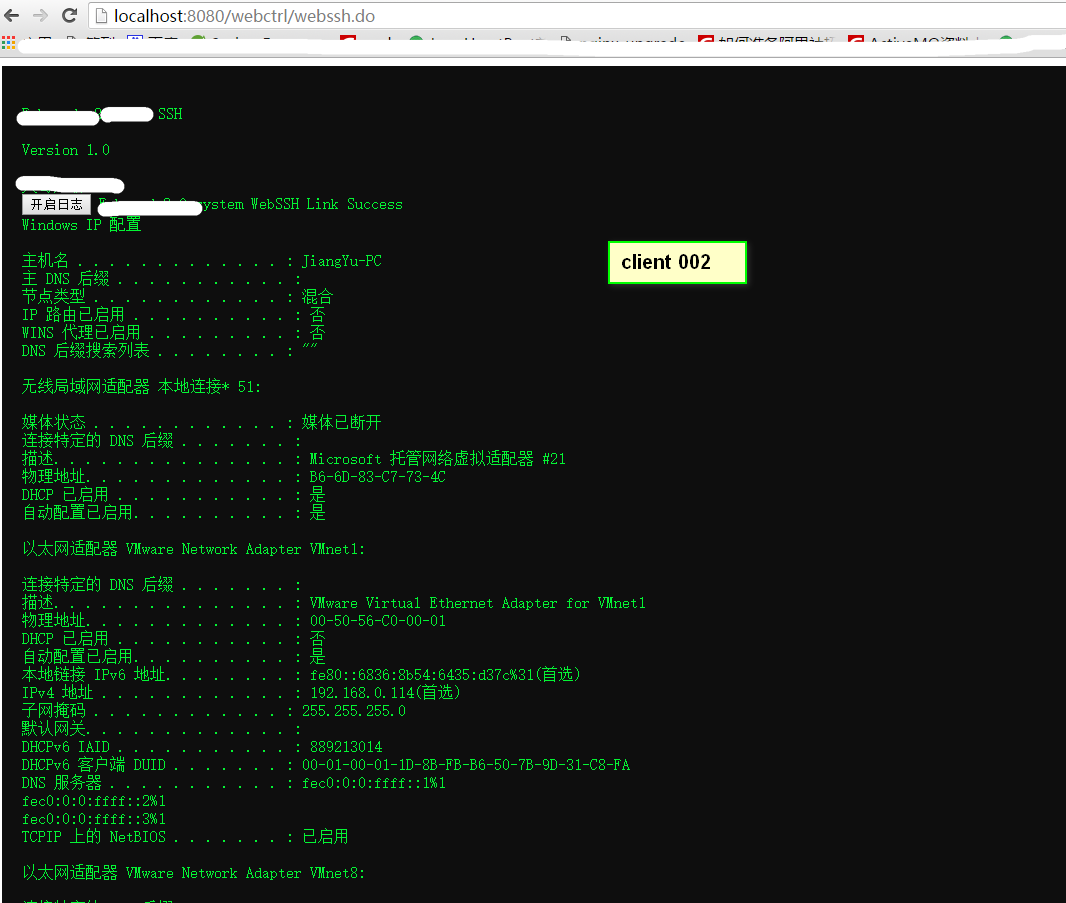 localhost:8080/webctrl/webssh.do
SSH
Version 1.0
开启日志 system WebSSH Link Success
Windows IP 配置
client 002
主机名 . . . . . . . . . . . . . : JiangYu-PC
主 DNS 后缀 . . . . . . . . . . . :
节点类型 . . . . . . . . . . . . : 混合
IP 路由已启用 . . . . . . . . . . : 否
WINS 代理已启用 . . . . . . . . . : 否
DNS 后缀搜索列表 . . . . . . . . : ""
无线局域网适配器 本地连接* 51:
媒体状态 . . . . . . . . . . . . : 媒体已断开
连接特定的 DNS 后缀 . . . . . . . :
描述. . . . . . . . . . . . . . . : Microsoft 托管网络虚拟适配器 #21
物理地址. . . . . . . . . . . . . : B6-6D-83-C7-73-4C
DHCP 已启用 . . . . . . . . . . . : 是
自动配置已启用. . . . . . . . . . : 是
以太网适配器 VMware Network Adapter VMnet1:
连接特定的 DNS 后缀 . . . . . . . :
描述. . . . . . . . . . . . . . . : VMware Virtual Ethernet Adapter for VMnet1
物理地址. . . . . . . . . . . . . : 00-50-56-C0-00-01
DHCP 已启用 . . . . . . . . . . . : 否
自动配置已启用. . . . . . . . . . : 是
本地链接 IPv6 地址. . . . . . . . : fe80::6836:8b54:6435:d37c%31(首选)
IPv4 地址 . . . . . . . . . . . . : 192.168.0.114(首选)
子网掩码 . . . . . . . . . . . . : 255.255.255.0
默认网关. . . . . . . . . . . . . :
DHCPv6 IAID . . . . . . . . . . . : 889213014
DHCPv6 客户端 DUID . . . . . . . : 00-01-00-01-1D-8B-FB-B6-50-7B-9D-31-C8-FA
DNS 服务器 . . . . . . . . . . . : fec0:0:0:ffff::1%1
fec0:0:0:ffff::2%1
fec0:0:0:ffff::3%1
TCPIP 上的 NetBIOS . . . . . . . : 已启用
以太网适配器 VMware Network Adapter VMnet8: